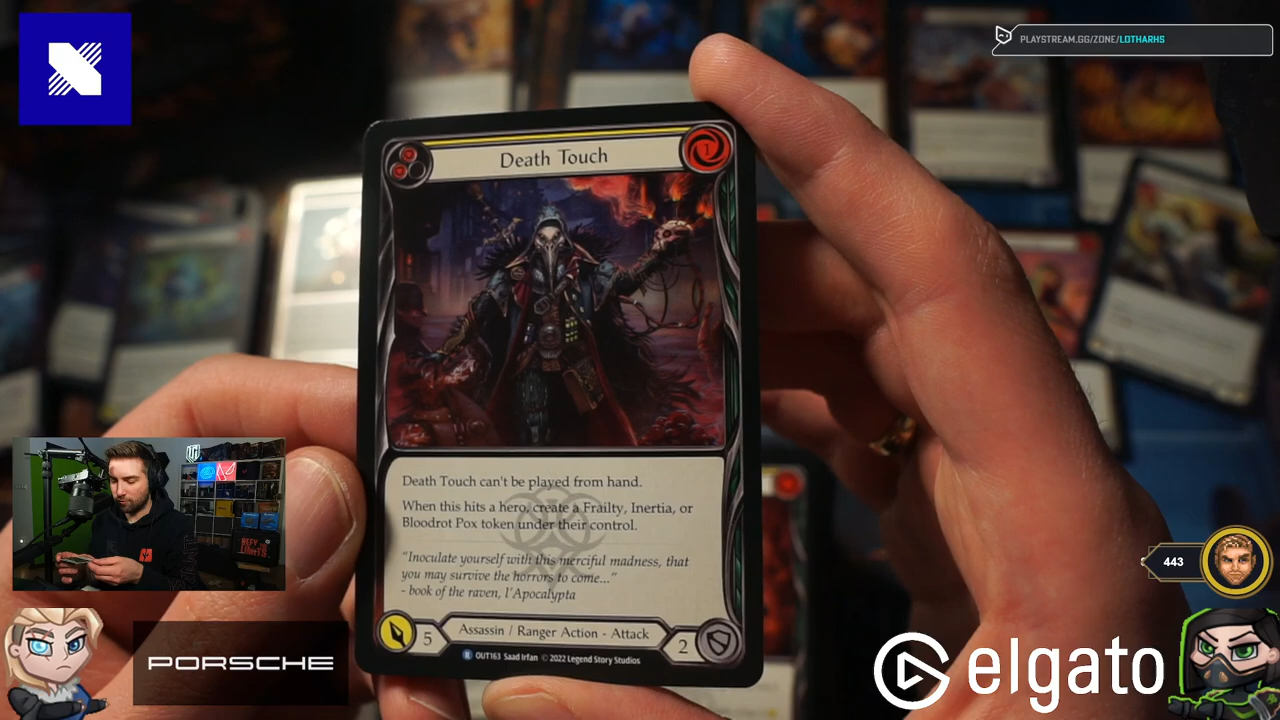 PLAYSTREAM.GG/ZONE/LOTHARHS
1
Death Touch
Death Touch can't be played from hand.
When this hits a hero, create a Frailty, Inertia, or
Bloodrot Pox token under their control.
"Inoculate yourself with this merciful madness, that
you may survive the horrors to come..."
- book of the raven, l'Apocalypta
5
Assassin / Ranger Action - Attack
2
R OUT163 Saad Irfan © 2022 Legend Story Studios
DEFY THE LIMITS
443
PORSCHE
elgato